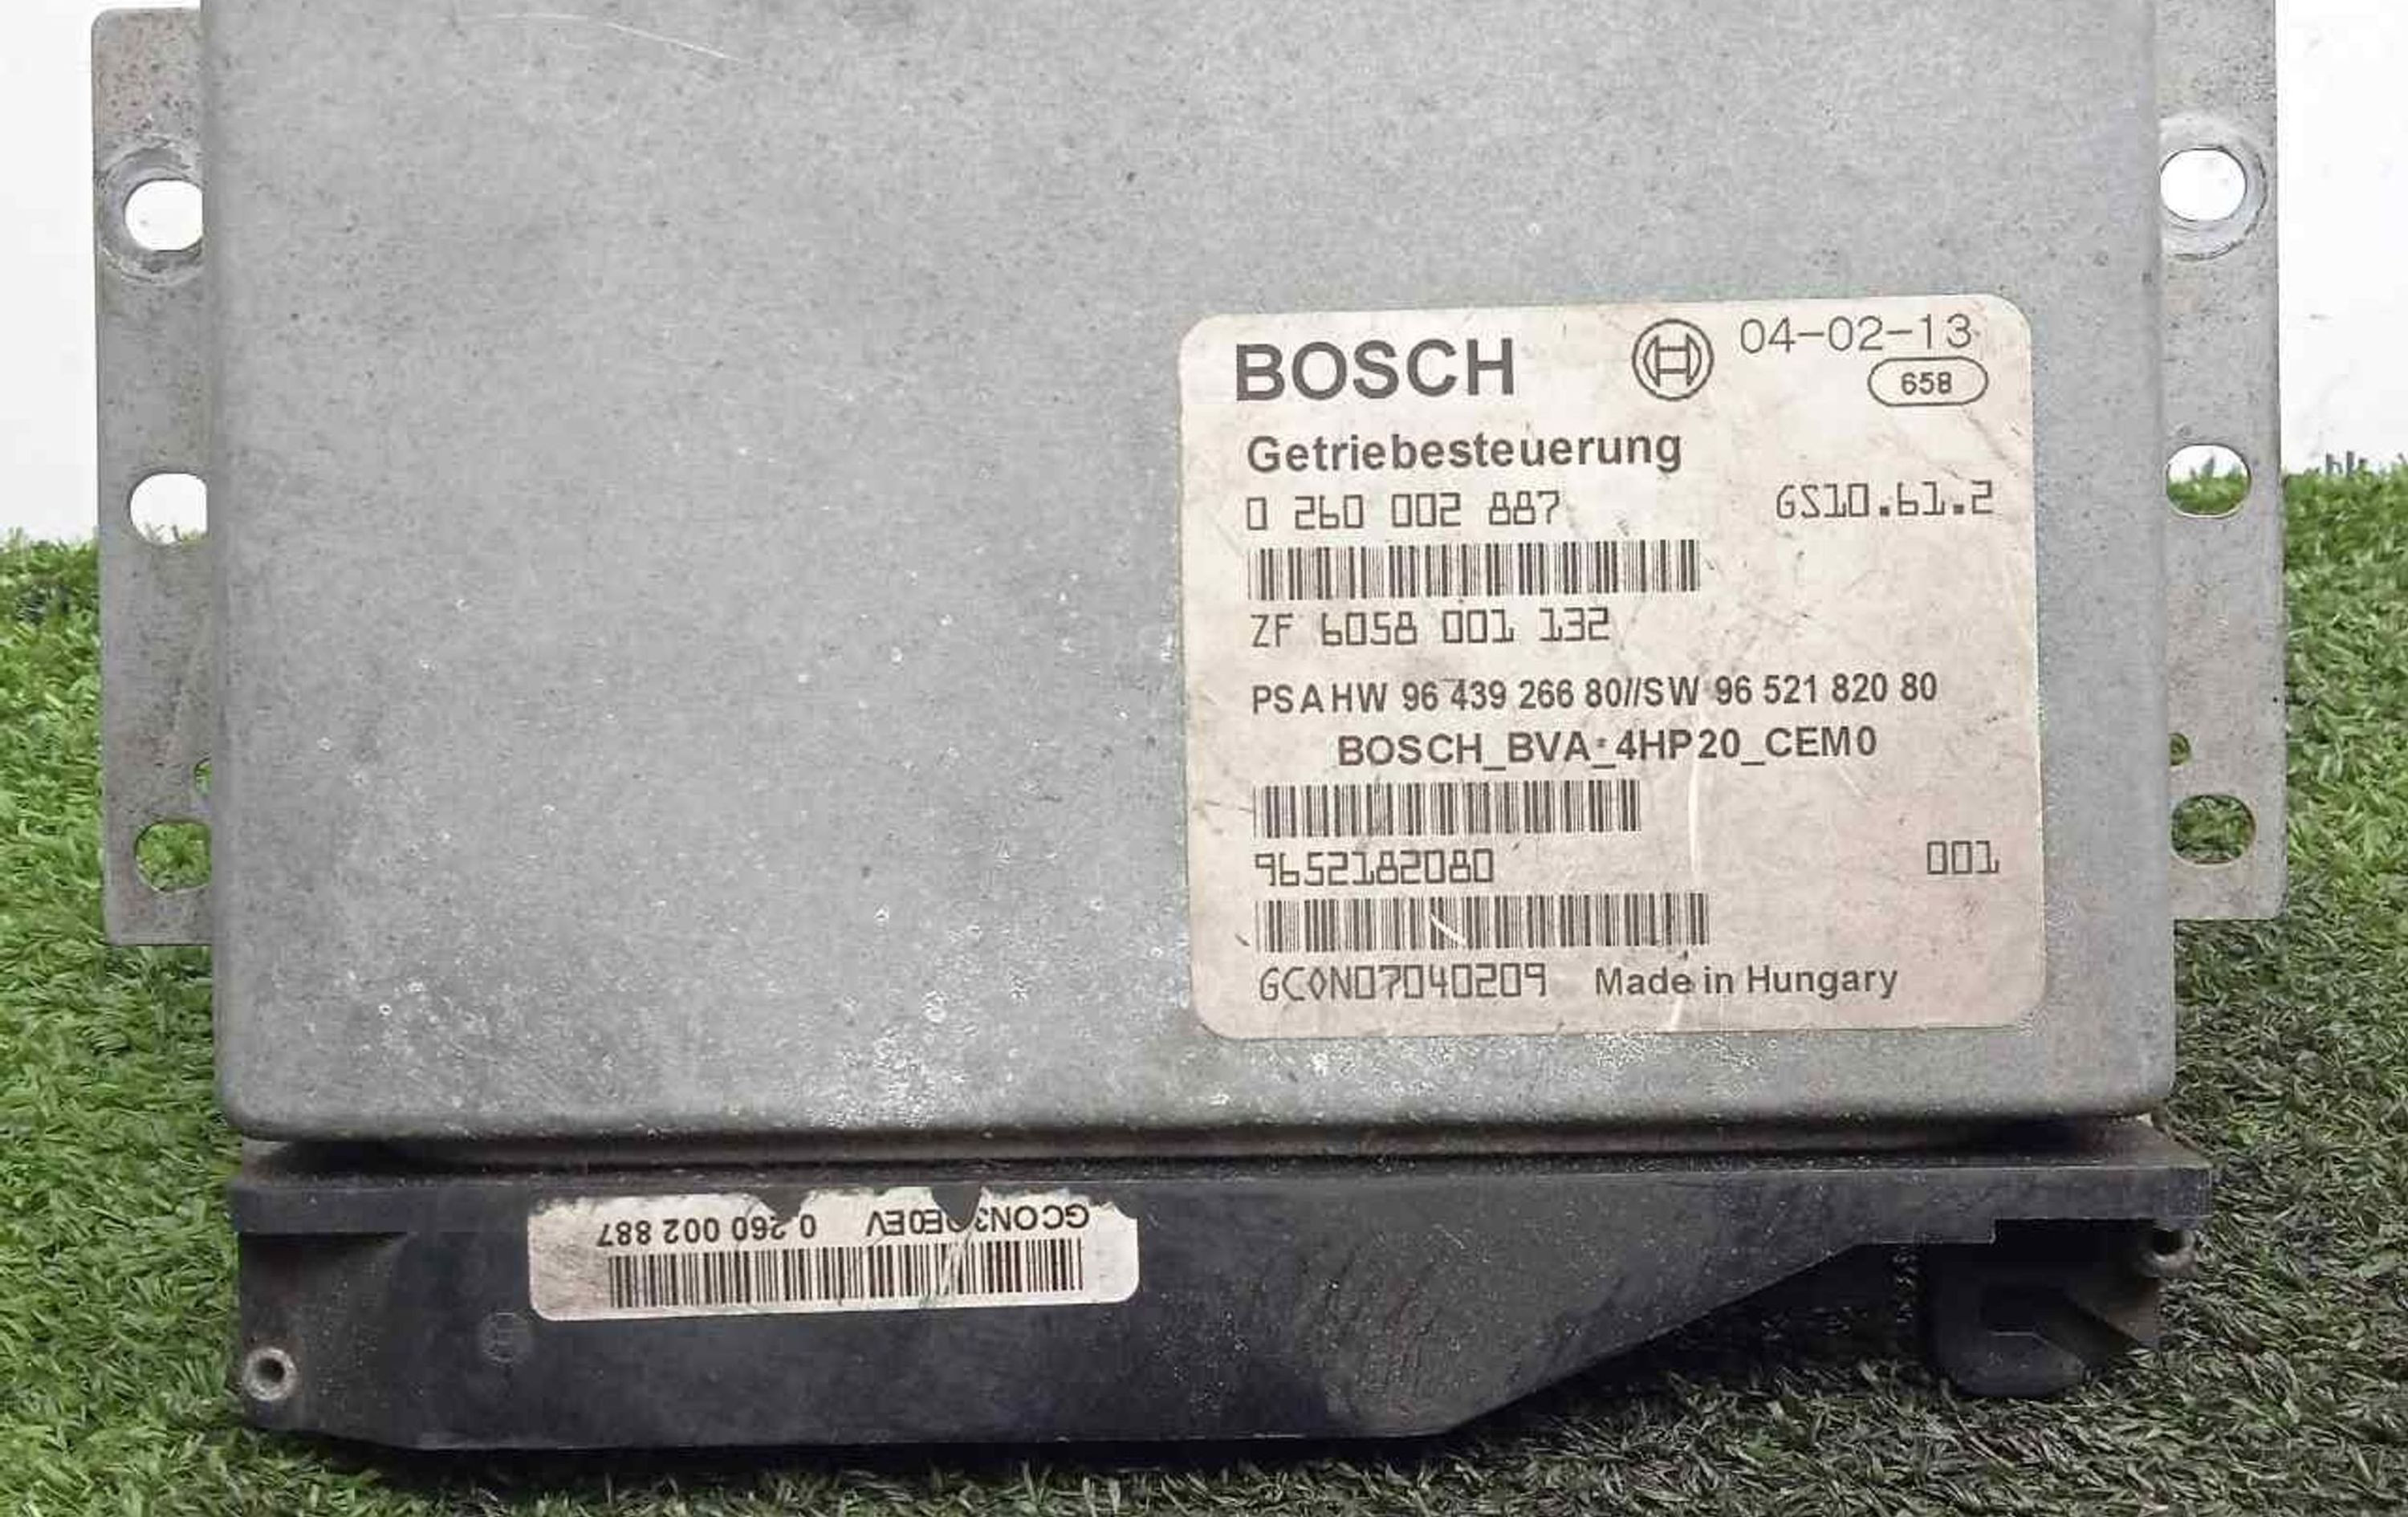 BOSCH 04-02-13
658
Getriebesteuerung
0 260 002 887 GS10.61.2
ZF 6058 001 132
PSA HW 96 439 266 80//SW 96 521 820 80
BOSCH_BVA_4HP20_CEM0
9652182080 001
GC0N07040209 Made in Hungary
0 260 002 887